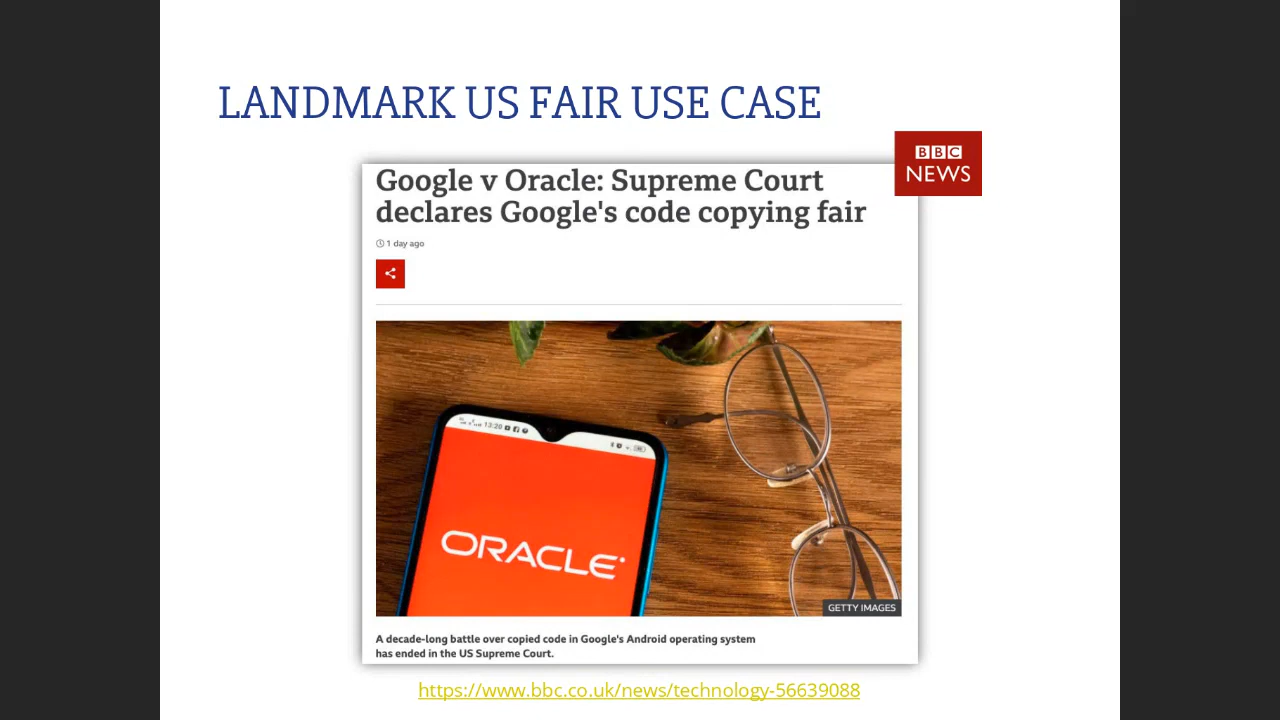 LANDMARK US FAIR USE CASE
BBC
NEWS
Google v Oracle: Supreme Court
declares Google's code copying fair
1 day ago
13:20
ORACLE
GETTY IMAGES
A decade-long battle over copied code in Google's Android operating system
has ended in the US Supreme Court.
https://www.bbc.co.uk/news/technology-56639088